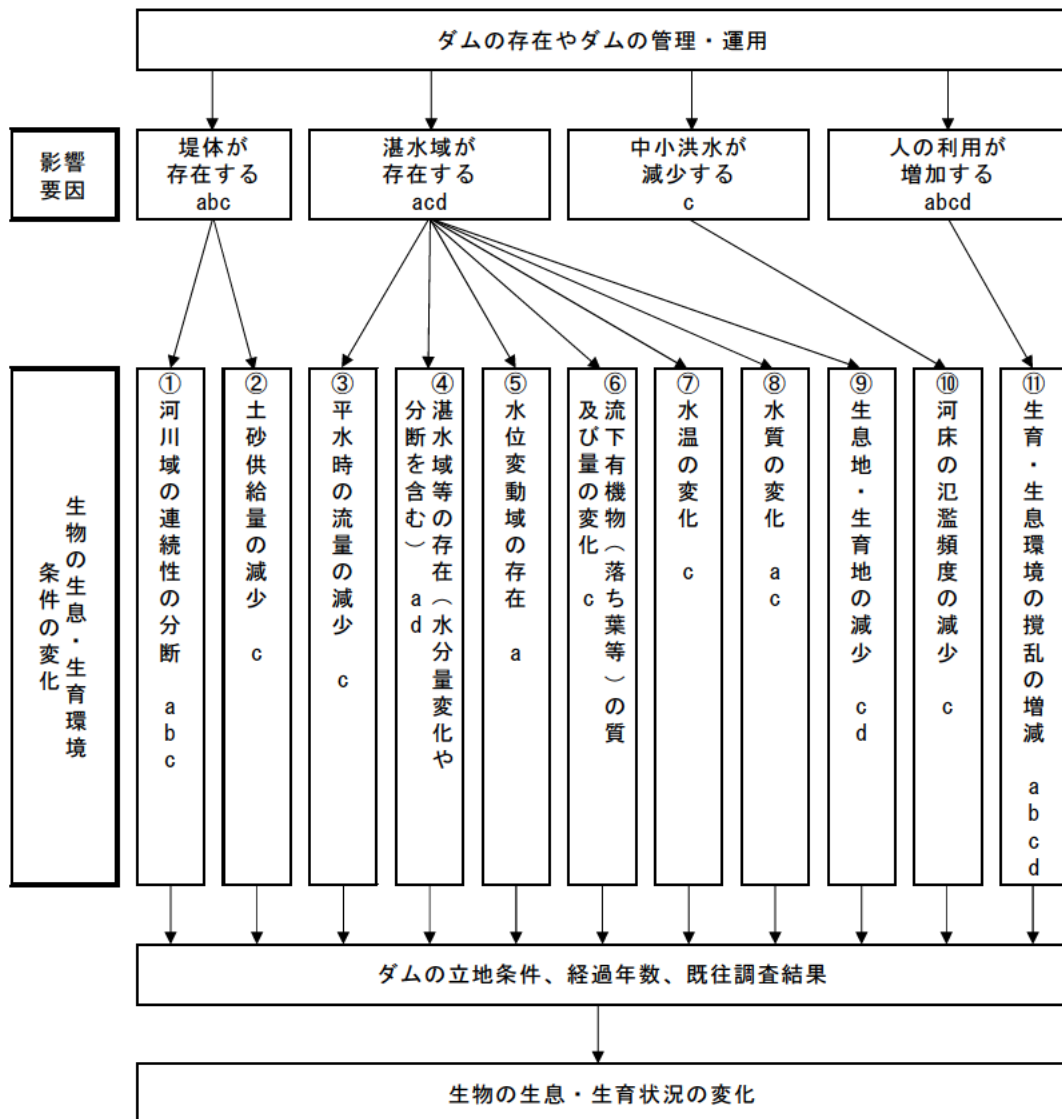 ダムの存在やダムの管理・運用
影響
要因
堤体が
存在する
abc
湛水域が
存在する
acd
中小洪水が
減少する
c
人の利用が
増加する
abcd
生物の生息・生育環境
条件の変化
①河川域の連続性の分断 abc
②土砂供給量の減少 c
③平水時の流量の減少 c
④湛水域等の存在（水分量変化や
分断を含む） ad
⑤水位変動域の存在 a
⑥流下有機物（落ち葉等）の質
及び量の変化 c
⑦水温の変化 c
⑧水質の変化 ac
⑨生息地・生育地の減少 cd
⑩河床の氾濫頻度の減少 c
⑪生育・生息環境の撹乱の増減 abcd
ダムの立地条件、経過年数、既往調査結果
生物の生息・生育状況の変化